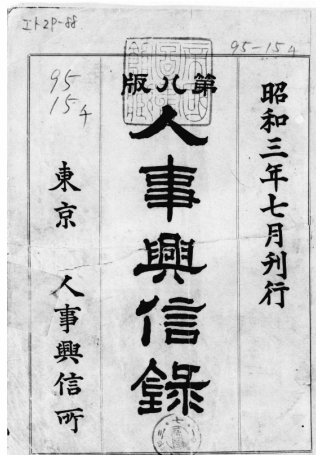 エト2P-88
95-154
95
154
昭和三年七月刊行
第八版
人事興信録
東京　人事興信所